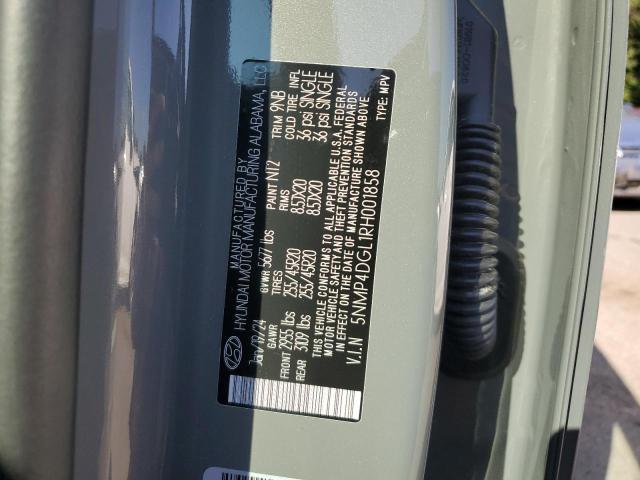 MANUFACTURED BY
HYUNDAI MOTOR MANUFACTURING ALABAMA, LLC
Jan/19/24 GVWR 5677 lbs PAINT N12 TRIM 9NB
GAWR TIRES RIMS COLD TIRE INFL
FRONT 2955 lbs 255/45R20 8.5JX20 36 psi SINGLE
REAR 3109 lbs 255/45R20 8.5JX20 36 psi SINGLE
THIS VEHICLE CONFORMS TO ALL APPLICABLE U.S.A. FEDERAL
MOTOR VEHICLE SAFETY AND THEFT PREVENTION STANDARDS
IN EFFECT ON THE DATE OF MANUFACTURE SHOWN ABOVE
V.I.N 5NMP4DGL1RH001858 TYPE: MPV